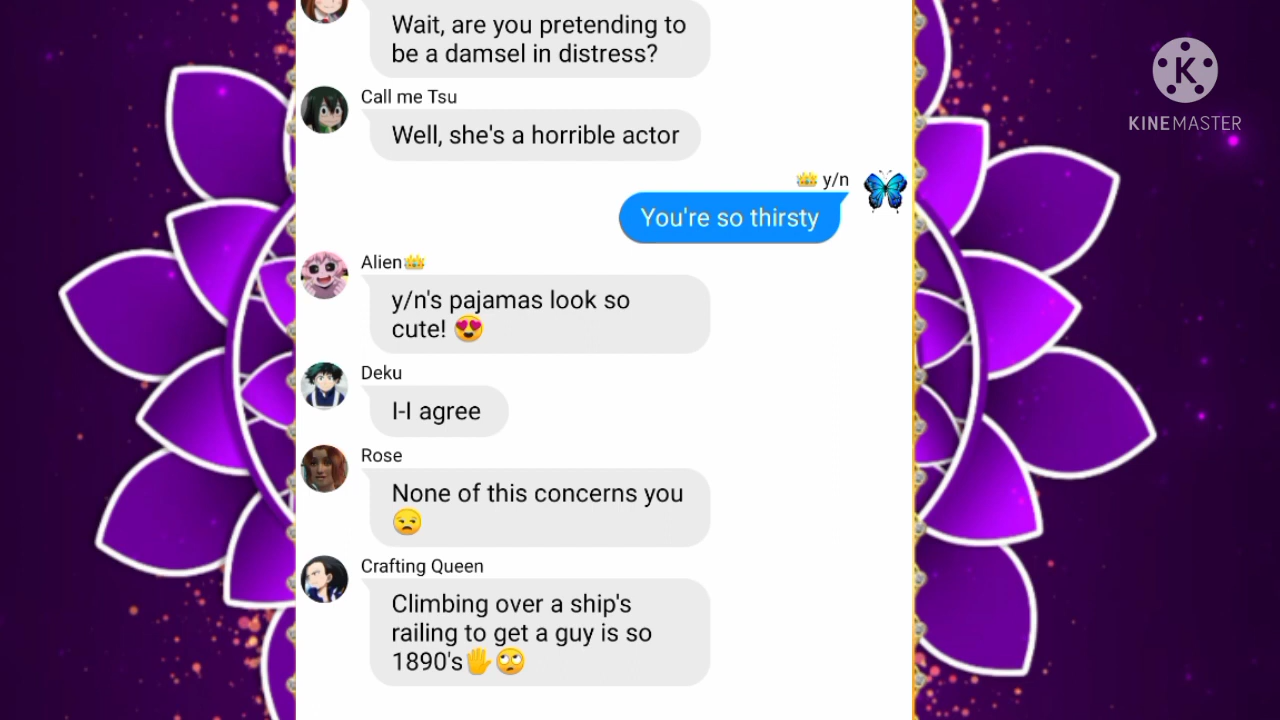 Wait, are you pretending to
be a damsel in distress?
Call me Tsu
Well, she's a horrible actor
👑 y/n
You're so thirsty
Alien👑
y/n's pajamas look so
cute! 😍
Deku
I-I agree
Rose
None of this concerns you
😒
Crafting Queen
Climbing over a ship's
railing to get a guy is so
1890's🖐️🙄
K
KINEMASTER